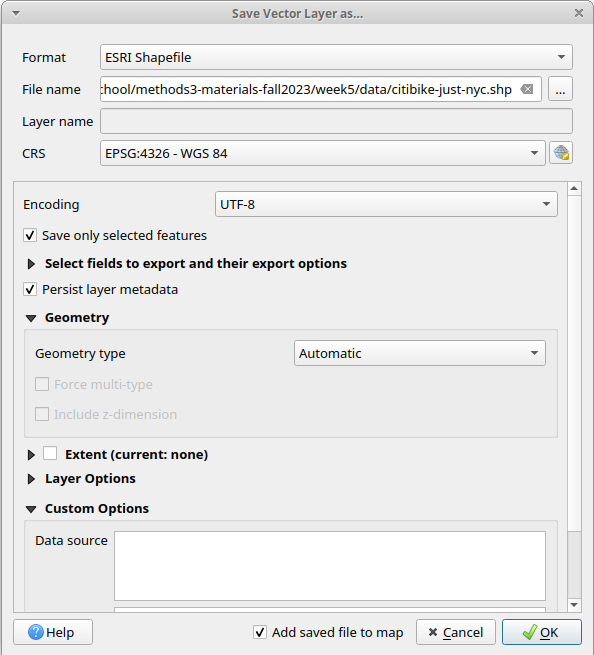 Save Vector Layer as...
Format ESRI Shapefile
File name :hool/methods3-materials-fall2023/week5/data/citibike-just-nyc.shp ...
Layer name
CRS EPSG:4326 - WGS 84
Encoding UTF-8
Save only selected features
Select fields to export and their export options
Persist layer metadata
Geometry
Geometry type Automatic
Force multi-type
Include z-dimension
Extent (current: none)
Layer Options
Custom Options
Data source
Help Add saved file to map Cancel OK